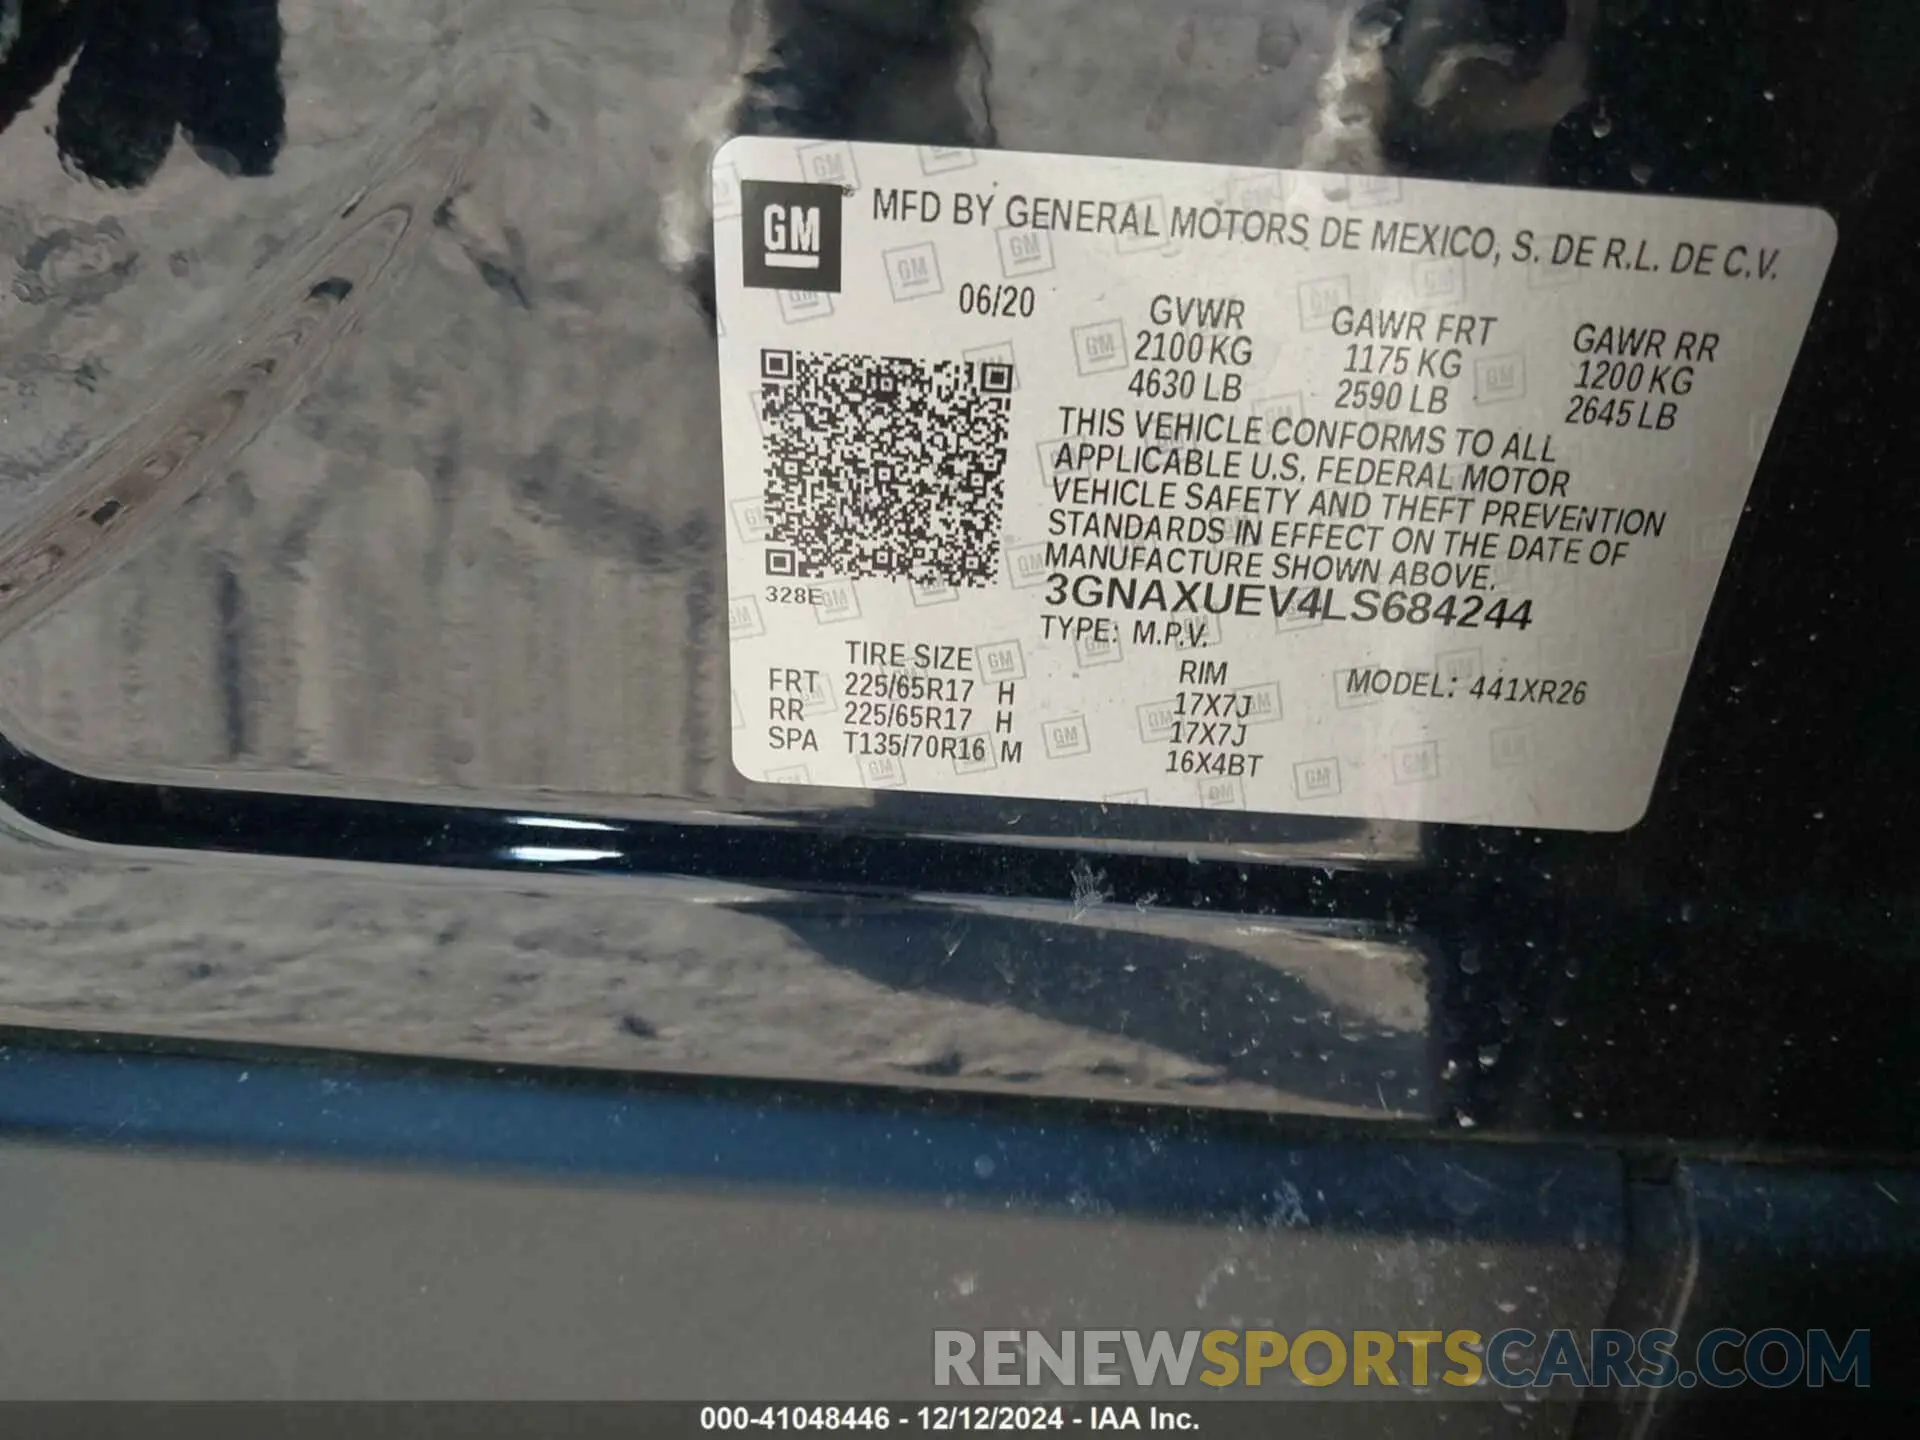 GM
MFD BY GENERAL MOTORS DE MEXICO, S. DE R.L. DE C.V.
06/20 GVWR GAWR FRT GAWR RR
2100KG 1175 KG 1200 KG
4630 LB 2590 LB 2645 LB
THIS VEHICLE CONFORMS TO ALL
APPLICABLE U.S. FEDERAL MOTOR
VEHICLE SAFETY AND THEFT PREVENTION
STANDARDS IN EFFECT ON THE DATE OF
MANUFACTURE SHOWN ABOVE.
328E
3GNAXUEV4LS684244
TYPE: M.P.V.
TIRE SIZE RIM MODEL: 441XR26
FRT 225/65R17 H 17X7J
RR 225/65R17 H 17X7J
SPA T135/70R16 M 16X4BT
RENEWSPORTSCARS.COM
000-41048446 - 12/12/2024 - IAA Inc.